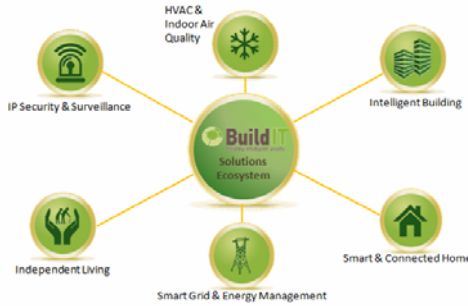 HVAC &
Indoor Air
Quality
IP Security & Surveillance
Intelligent Building
BuildIT
Solutions
Ecosystem
Independent Living
Smart & Connected Home
Smart Grid & Energy Management